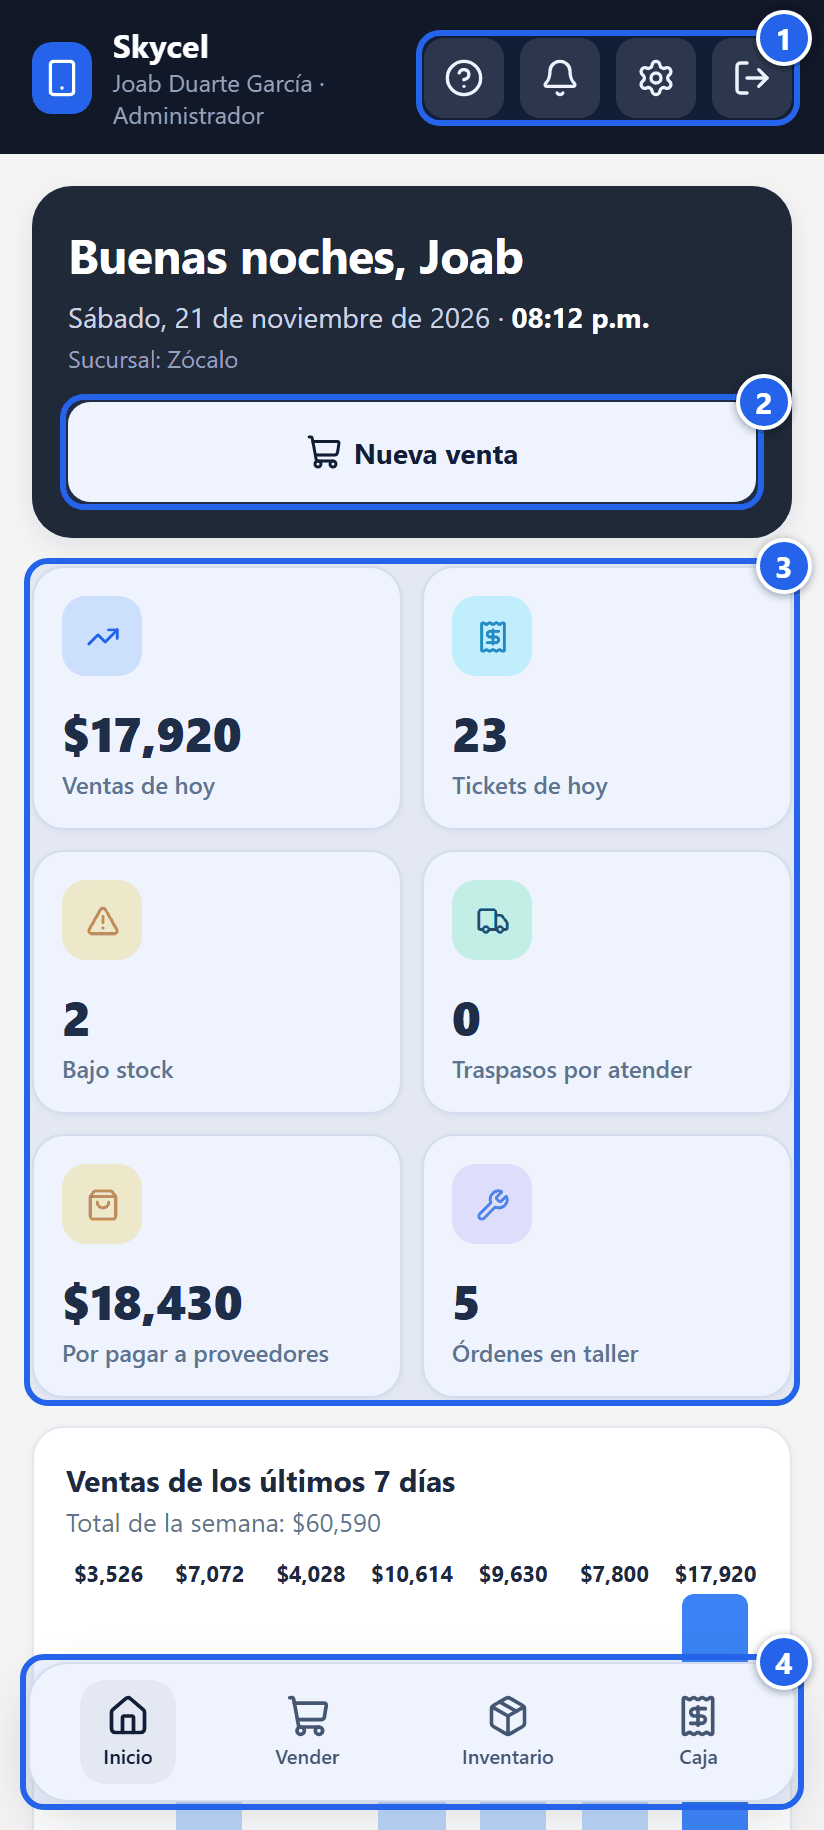 Skycel
Joab Duarte García ·
Administrador
1
Buenas noches, Joab
Sábado, 21 de noviembre de 2026 · 08:12 p.m.
Sucursal: Zócalo
2
Nueva venta
3
$17,920
Ventas de hoy
23
Tickets de hoy
2
Bajo stock
0
Traspasos por atender
$18,430
Por pagar a proveedores
5
Órdenes en taller
Ventas de los últimos 7 días
Total de la semana: $60,590
$3,526 $7,072 $4,028 $10,614 $9,630 $7,800 $17,920
4
Inicio Vender Inventario Caja